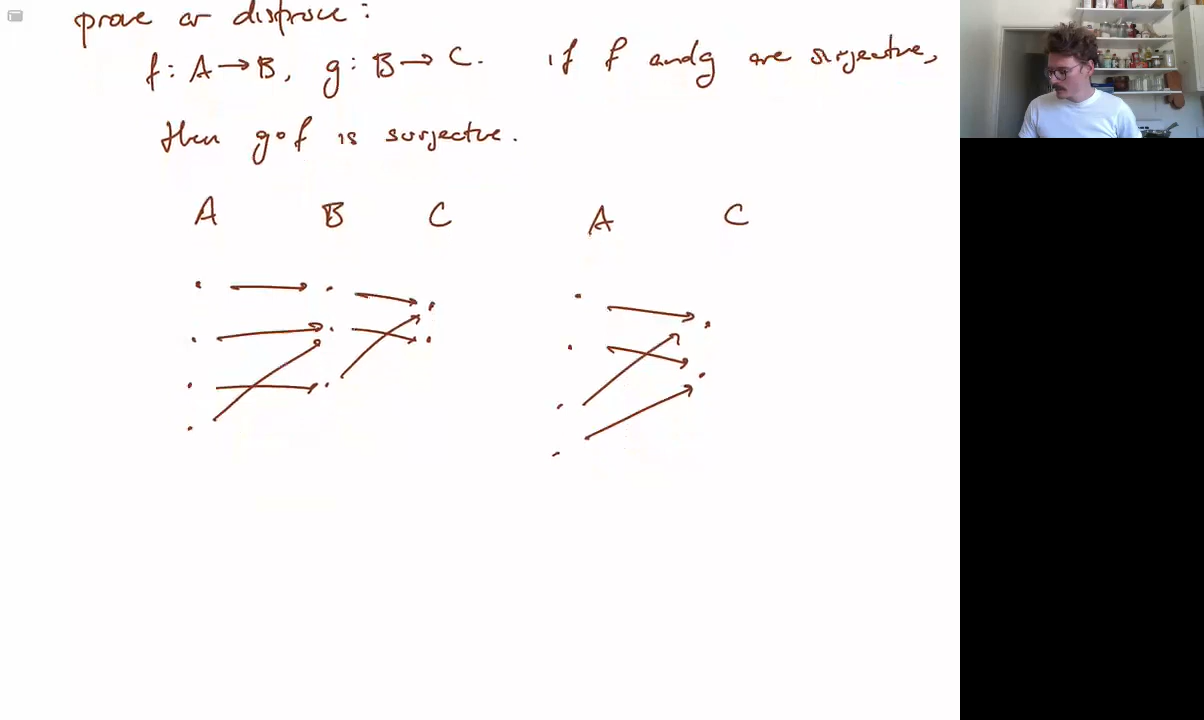 prove or disprove :
f : A → B, g : B → C. if f and g are surjective,
then g∘f is surjective.
A B C A C